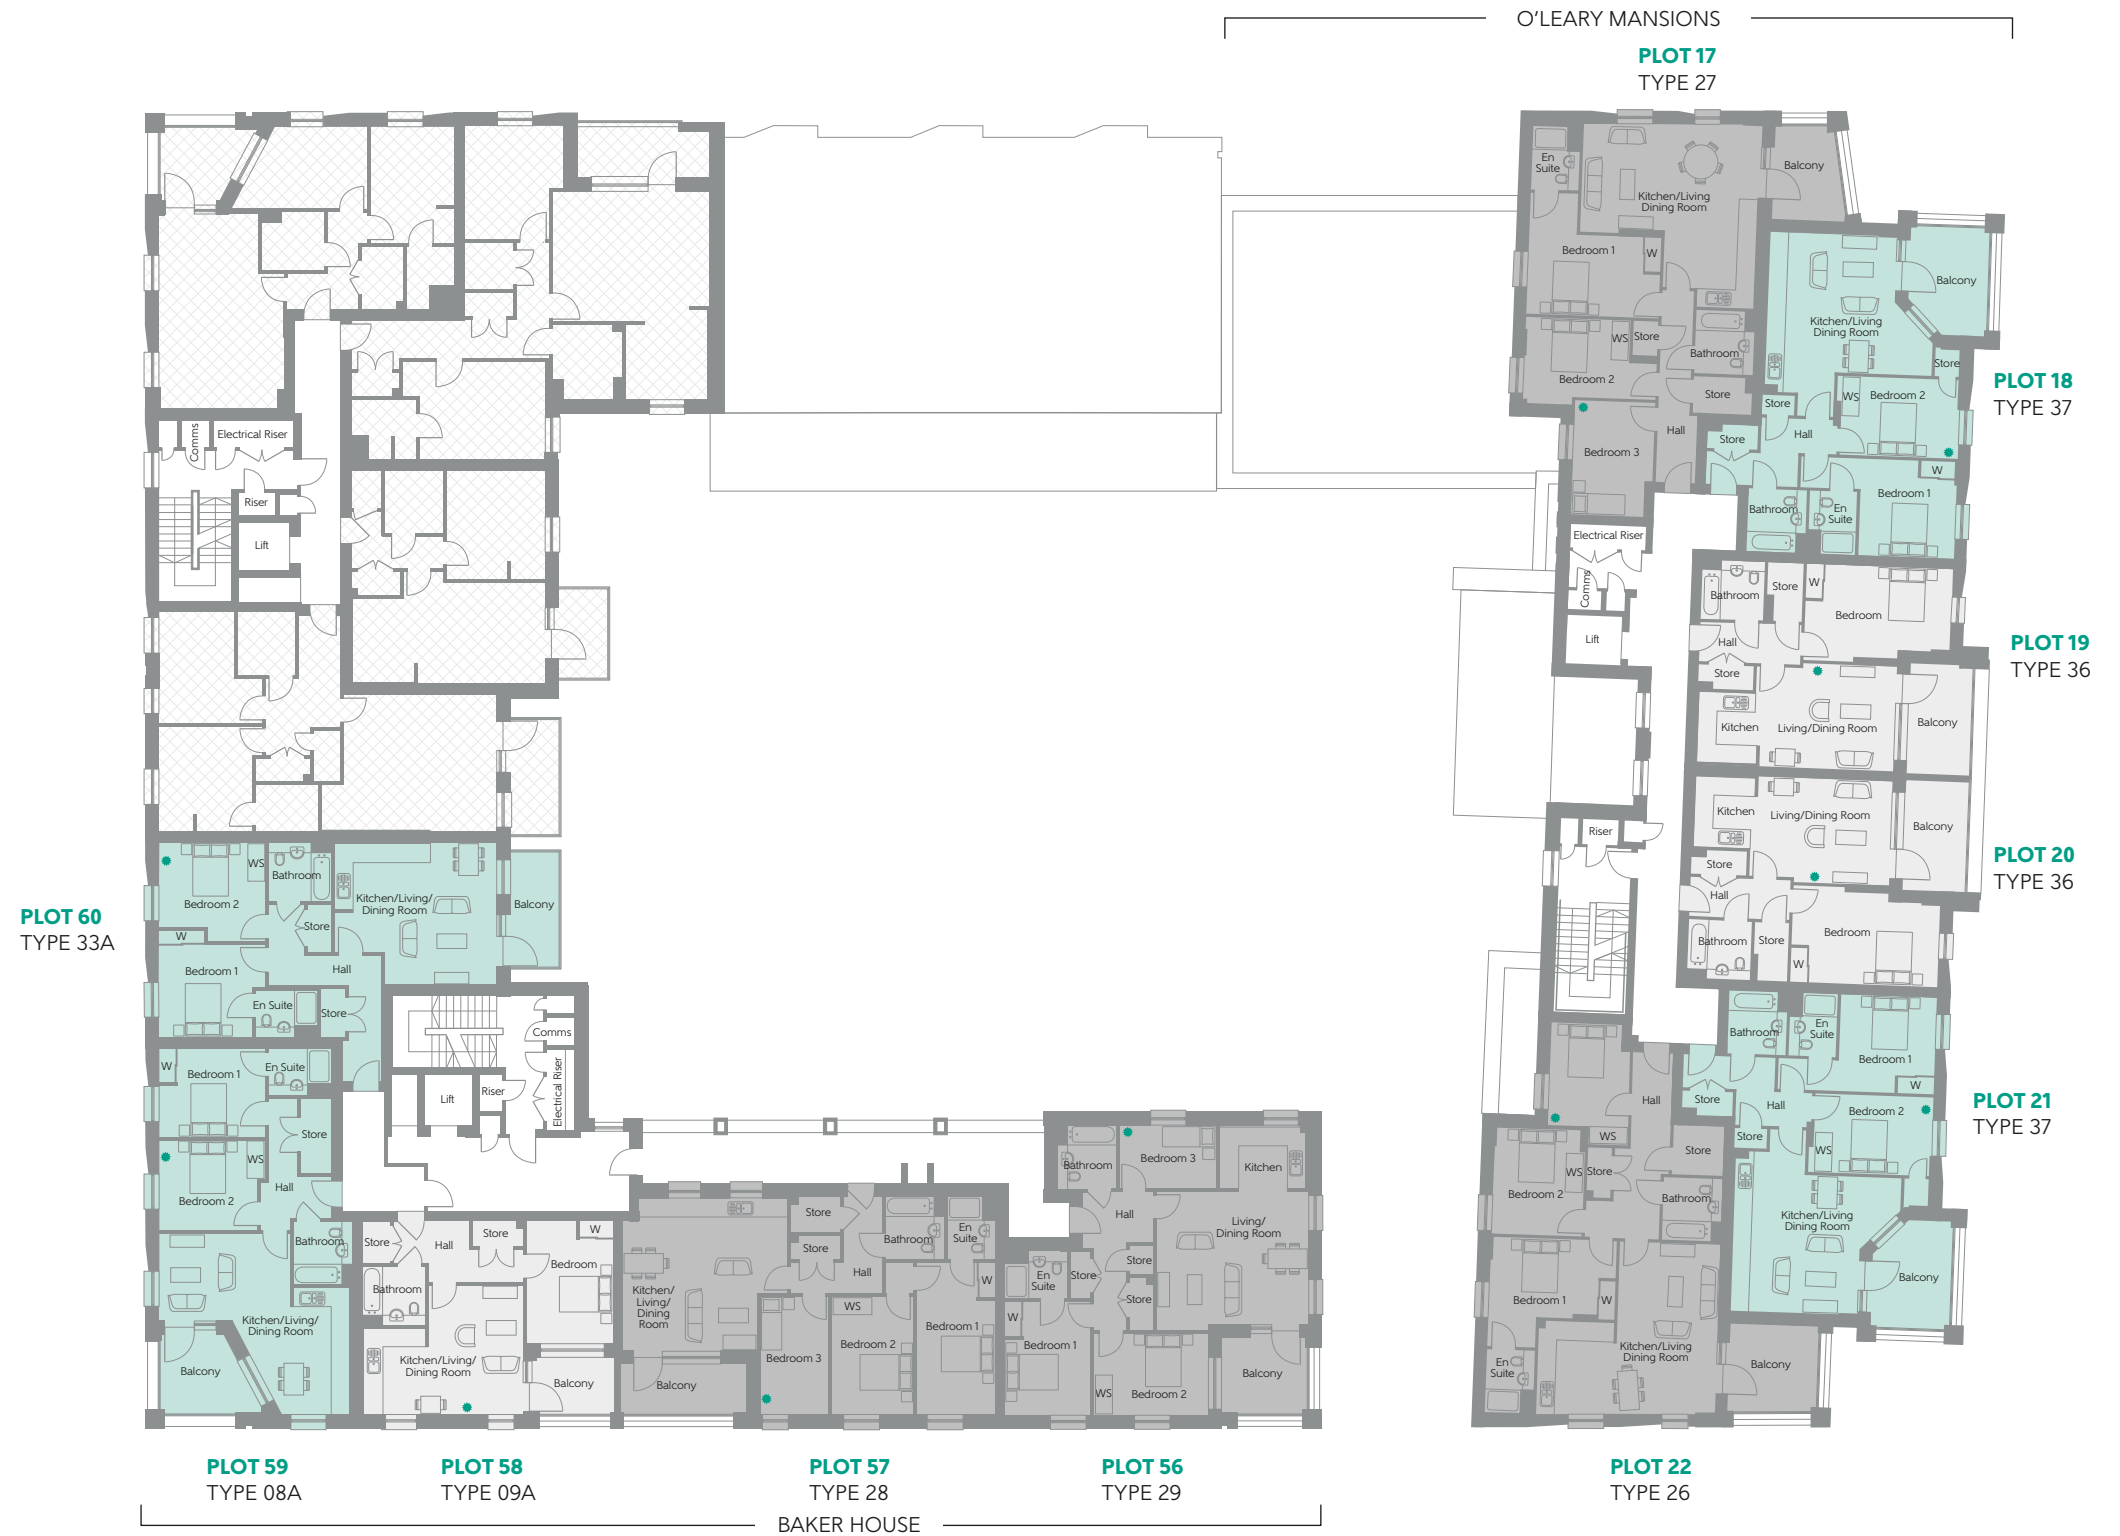 O'LEARY MANSIONS
PLOT 17
TYPE 27
En
Suite
Kitchen/Living
Dining Room
Balcony
Bedroom 1
W
WS
Store
Bathroom
Bedroom 2
Store
Bedroom 3
Hall
PLOT 18
TYPE 37
Balcony
Kitchen/Living
Dining Room
Store
WS
Bedroom 2
Store
Hall
Store
W
Bedroom 1
Bathroom
En
Suite
Electrical Riser
Comms
Lift
PLOT 19
TYPE 36
Bathroom
Store
W
Bedroom
Hall
Store
Kitchen
Living/Dining Room
Balcony
PLOT 20
TYPE 36
Kitchen
Living/Dining Room
Balcony
Store
Hall
Bathroom
Store
W
Bedroom
Riser
PLOT 21
TYPE 37
Bathroom
En
Suite
Bedroom 1
W
Store
Hall
Bedroom 2
Store
WS
Kitchen/Living
Dining Room
Balcony
Hall
WS
Store
Bedroom 2
WS
Store
Bathroom
Bedroom 1
W
Kitchen/Living
Dining Room
Balcony
En
Suite
PLOT 22
TYPE 26
Comms
Electrical Riser
Riser
Lift
PLOT 60
TYPE 33A
WS
Bathroom
Bedroom 2
Kitchen/Living/
Dining Room
Balcony
Store
W
Bedroom 1
Hall
En Suite
Store
Comms
Electrical Riser
Riser
Lift
W
Bedroom 1
En Suite
Store
WS
Hall
Bedroom 2
Bathroom
Kitchen/Living/
Dining Room
Balcony
Store
Hall
Store
W
Bedroom
Bathroom
Kitchen/Living/
Dining Room
Balcony
Store
Store
Bathroom
En
Suite
Hall
W
Kitchen/
Living/
Dining
Room
WS
Bedroom 1
Bedroom 2
Bedroom 3
Balcony
Bathroom
Bedroom 3
Kitchen
Hall
Living/
Dining Room
Store
En
Suite
Store
Store
W
W
Bedroom 1
WS
Bedroom 2
Balcony
PLOT 59
TYPE 08A
PLOT 58
TYPE 09A
PLOT 57
TYPE 28
PLOT 56
TYPE 29
BAKER HOUSE